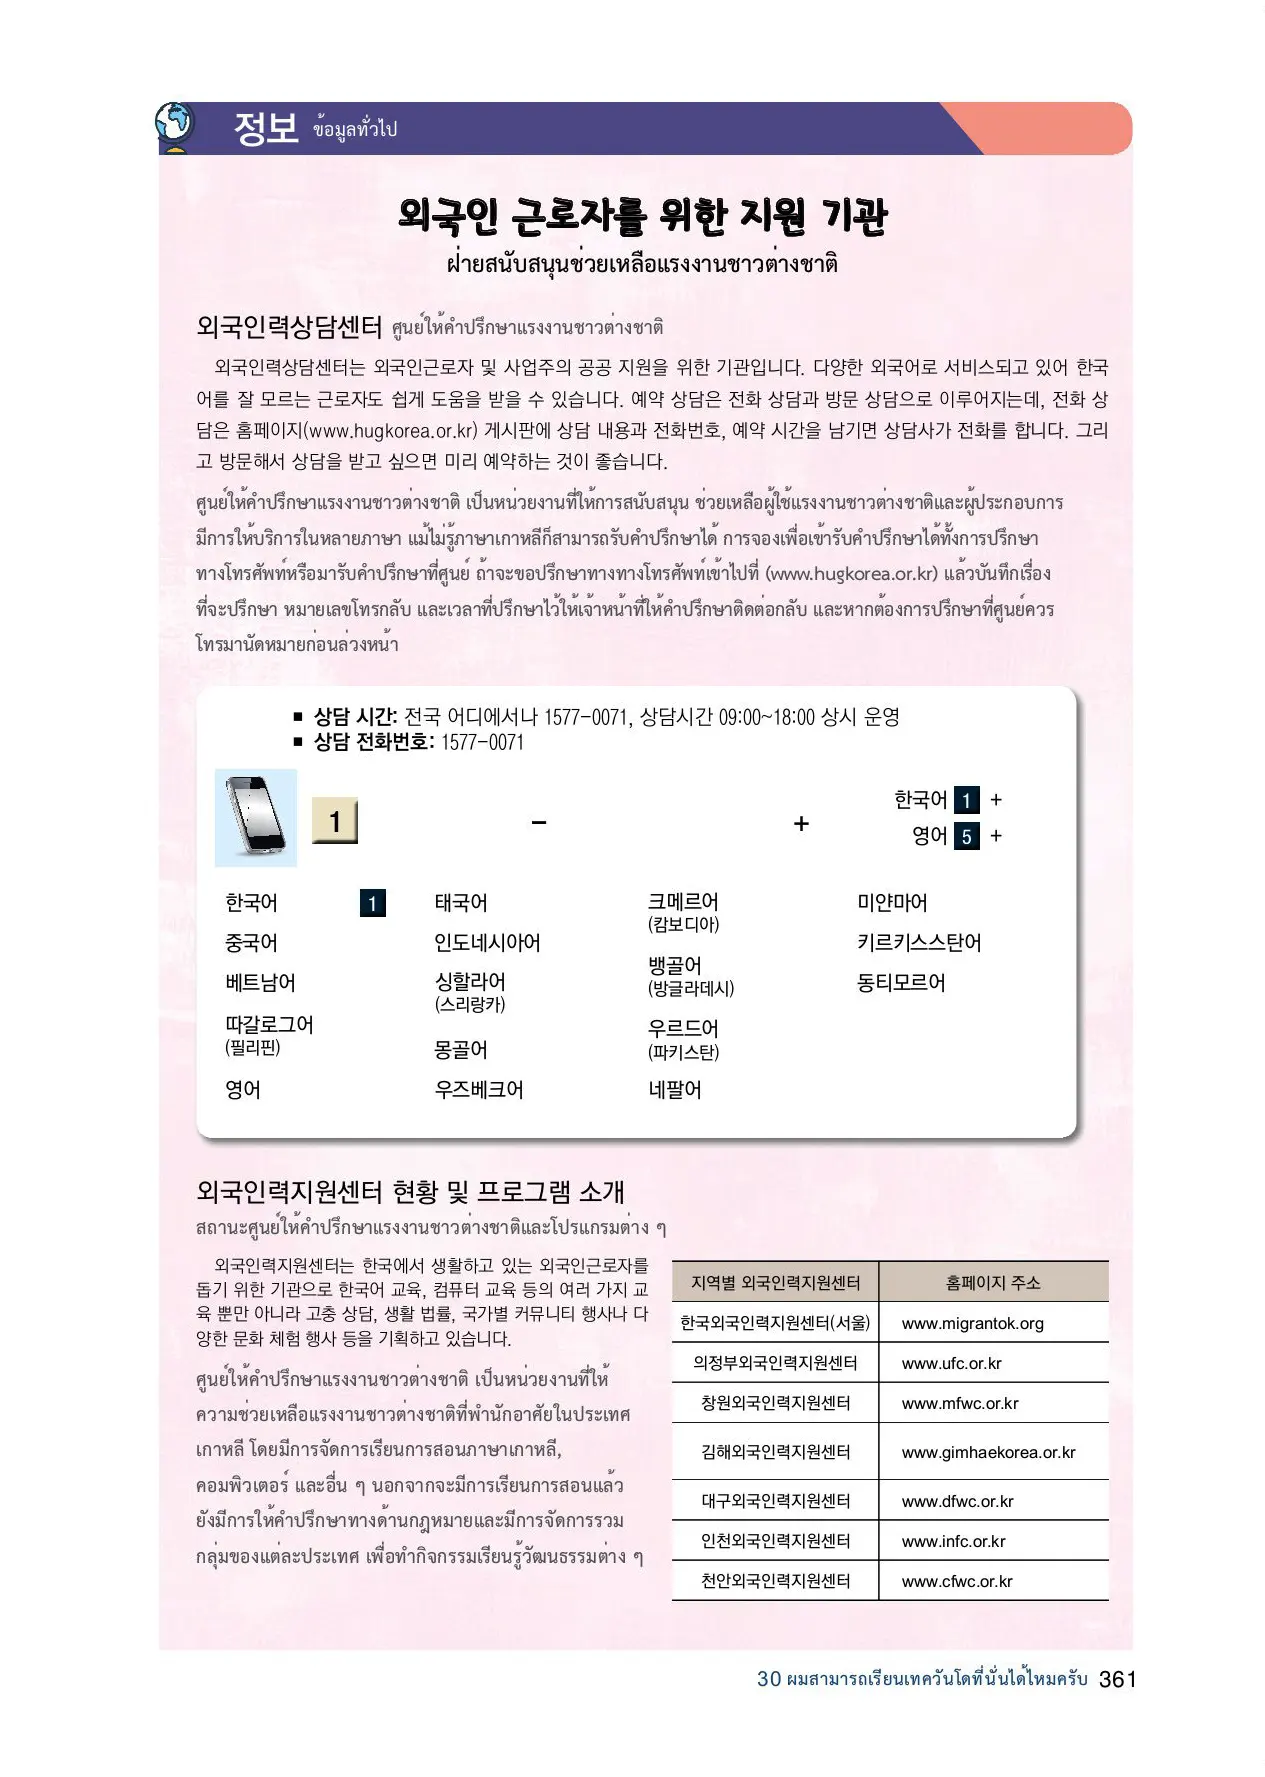 정보 ข้อมูลทั่วไป
외국인 근로자를 위한 지원 기관
ฝ่ายสนับสนุนช่วยเหลือแรงงานชาวต่างชาติ
외국인력상담센터 ศูนย์ให้คำปรึกษาแรงงานชาวต่างชาติ
외국인력상담센터는 외국인근로자 및 사업주의 공공 지원을 위한 기관입니다. 다양한 외국어로 서비스되고 있어 한국
어를 잘 모르는 근로자도 쉽게 도움을 받을 수 있습니다. 예약 상담은 전화 상담과 방문 상담으로 이루어지는데, 전화 상
담은 홈페이지(www.hugkorea.or.kr) 게시판에 상담 내용과 전화번호, 예약 시간을 남기면 상담사가 전화를 합니다. 그리
고 방문해서 상담을 받고 싶으면 미리 예약하는 것이 좋습니다.
ศูนย์ให้คำปรึกษาแรงงานชาวต่างชาติ เป็นหน่วยงานที่ให้การสนับสนุน ช่วยเหลือผู้ใช้แรงงานชาวต่างชาติและผู้ประกอบการ
มีการให้บริการในหลายภาษา แม้ไม่รู้ภาษาเกาหลีก็สามารถรับคำปรึกษาได้ การจองเพื่อเข้ารับคำปรึกษาได้ทั้งการปรึกษา
ทางโทรศัพท์หรือมารับคำปรึกษาที่ศูนย์ ถ้าจะขอปรึกษาทางทางโทรศัพท์เข้าไปที่ (www.hugkorea.or.kr) แล้วบันทึกเรื่อง
ที่จะปรึกษา หมายเลขโทรกลับ และเวลาที่ปรึกษาไว้ให้เจ้าหน้าที่ให้คำปรึกษาติดต่อกลับ และหากต้องการปรึกษาที่ศูนย์ควร
โทรมานัดหมายก่อนล่วงหน้า
▪ 상담 시간: 전국 어디에서나 1577-0071, 상담시간 09:00~18:00 상시 운영
▪ 상담 전화번호: 1577-0071
1 - + 한국어 1 +
영어 5 +
한국어 1 태국어 크메르어 미얀마어
(캄보디아)
중국어 인도네시아어 키르키스스탄어
뱅골어
(방글라데시)
베트남어 싱할라어 동티모르어
(스리랑카)
따갈로그어 우르드어
(필리핀) 몽골어 (파키스탄)
영어 우즈베크어 네팔어
외국인력지원센터 현황 및 프로그램 소개
สถานะศูนย์ให้คำปรึกษาแรงงานชาวต่างชาติและโปรแกรมต่าง ๆ
외국인력지원센터는 한국에서 생활하고 있는 외국인근로자를
돕기 위한 기관으로 한국어 교육, 컴퓨터 교육 등의 여러 가지 교
육 뿐만 아니라 고충 상담, 생활 법률, 국가별 커뮤니티 행사나 다
양한 문화 체험 행사 등을 기획하고 있습니다.
ศูนย์ให้คำปรึกษาแรงงานชาวต่างชาติ เป็นหน่วยงานที่ให้
ความช่วยเหลือแรงงานชาวต่างชาติที่พำนักอาศัยในประเทศ
เกาหลี โดยมีการจัดการเรียนการสอนภาษาเกาหลี,
คอมพิวเตอร์ และอื่น ๆ นอกจากจะมีการเรียนการสอนแล้ว
ยังมีการให้คำปรึกษาทางด้านกฎหมายและมีการจัดการรวม
กลุ่มของแต่ละประเทศ เพื่อทำกิจกรรมเรียนรู้วัฒนธรรมต่าง ๆ
지역별 외국인력지원센터 홈페이지 주소
한국외국인력지원센터(서울) www.migrantok.org
의정부외국인력지원센터 www.ufc.or.kr
창원외국인력지원센터 www.mfwc.or.kr
김해외국인력지원센터 www.gimhaekorea.or.kr
대구외국인력지원센터 www.dfwc.or.kr
인천외국인력지원센터 www.infc.or.kr
천안외국인력지원센터 www.cfwc.or.kr
30 ผมสามารถเรียนเทควันโดที่นั่นได้ไหมครับ 361